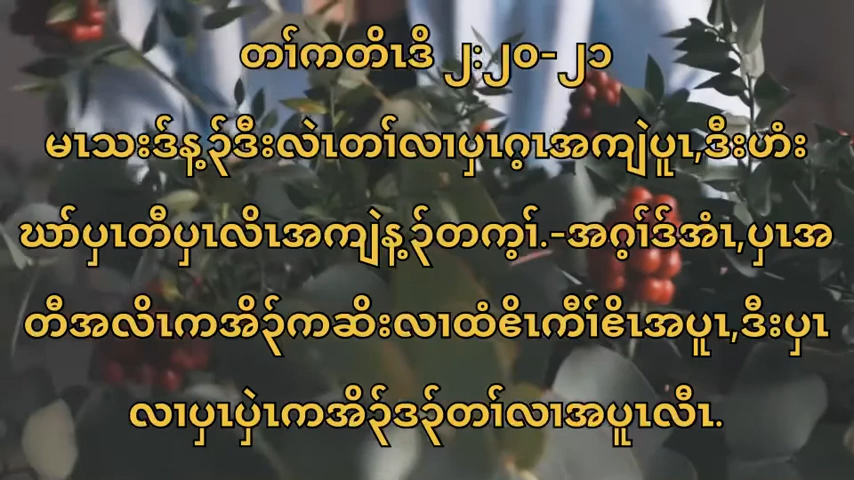 တၢ်ကတိၤဒိ ၂:၂၀-၂၁
မၤသးဒ်န့ၣ်ဒီးလဲၤတၢ်လၢပှၤဂ့ၤအကျဲပူၤ,ဒီးဟံး
ဃာ်ပှၤတီပှၤလိၤအကျဲန့ၣ်တက့ၢ်.-အဂ့ၢ်ဒ်အံၤ,ပှၤအ
တီအလိၤကအိၣ်ကဆိးလၢထံဧိၤကီၢ်ဧိၤအပူၤ,ဒီးပှၤ
လၢပှၤပှဲၤကအိၣ်ဒၣ်တၢ်လၢအပူၤလီၤ.